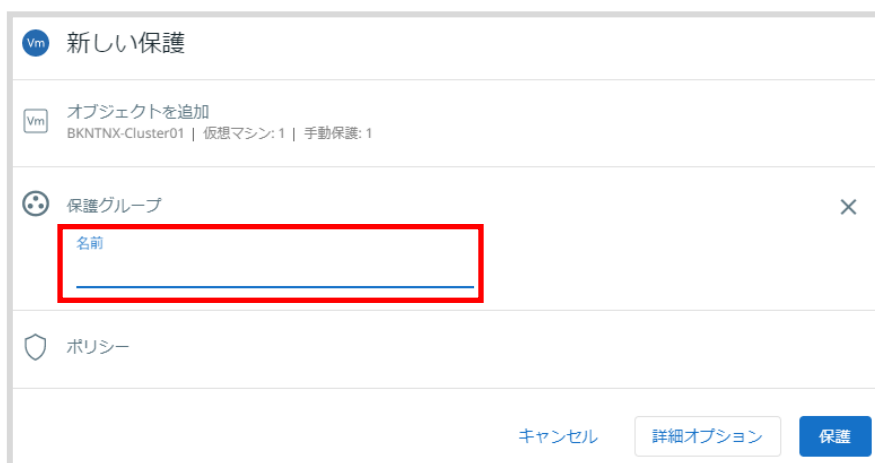 Vm 新しい保護
Vm オブジェクトを追加
BKNTNX-Cluster01 | 仮想マシン: 1 | 手動保護: 1
保護グループ
名前
ポリシー
キャンセル 詳細オプション 保護